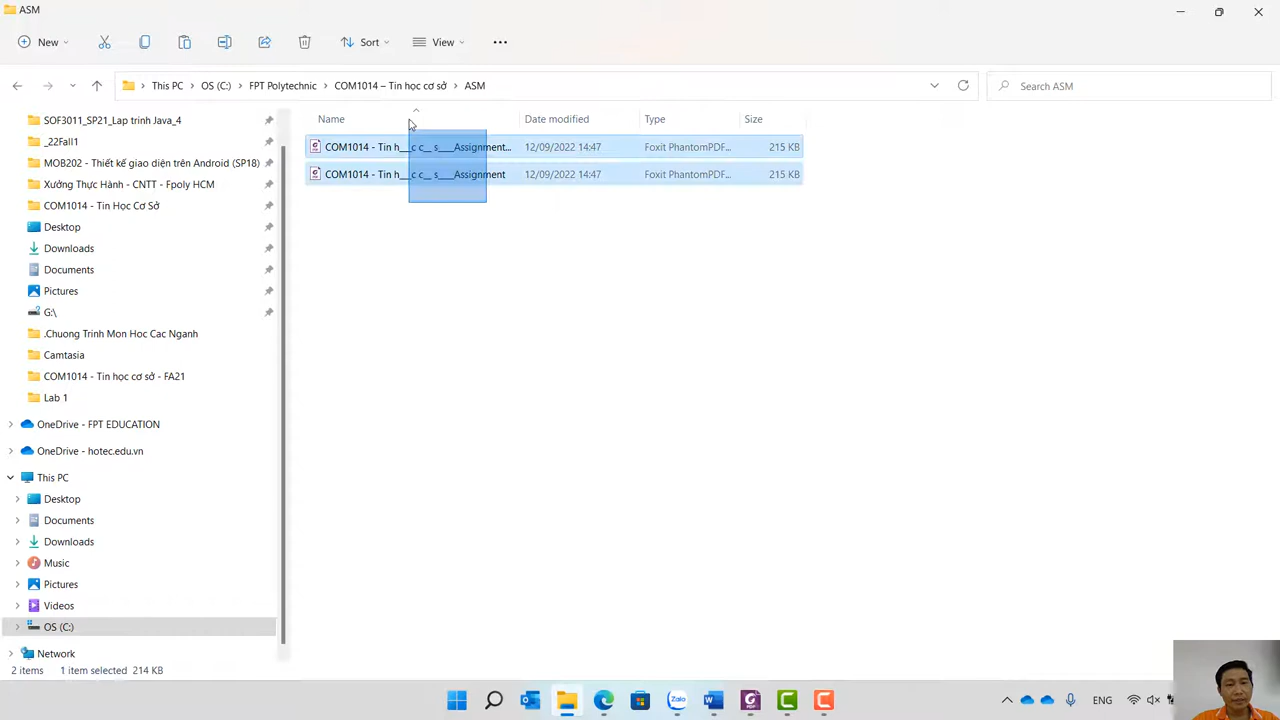 ASM
New
Sort
View
This PC > OS (C:) > FPT Polytechnic > COM1014 – Tin học cơ sở > ASM
Search ASM
Name
Date modified
Type
Size
COM1014 - Tin h___c c__ s___Assignment...
12/09/2022 14:47
Foxit PhantomPDF...
215 KB
COM1014 - Tin h___c c__ s___Assignment
12/09/2022 14:47
Foxit PhantomPDF...
215 KB
SOF3011_SP21_Lap trinh Java_4
_22Fall1
MOB202 - Thiết kế giao diện trên Android (SP18)
Xưởng Thực Hành - CNTT - Fpoly HCM
COM1014 - Tin Học Cơ Sở
Desktop
Downloads
Documents
Pictures
G:\
.Chuong Trinh Mon Hoc Cac Nganh
Camtasia
COM1014 - Tin học cơ sở - FA21
Lab 1
OneDrive - FPT EDUCATION
OneDrive - hotec.edu.vn
This PC
Desktop
Documents
Downloads
Music
Pictures
Videos
OS (C:)
Network
2 items
1 item selected 214 KB
Zalo
PDF
ENG